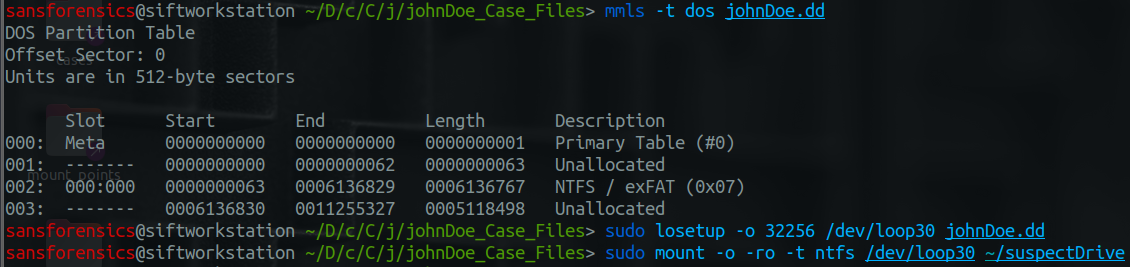 sansforensics@siftworkstation ~/D/c/C/j/johnDoe_Case_Files> mmls -t dos johnDoe.dd
DOS Partition Table
Offset Sector: 0
cases
Units are in 512-byte sectors
      Slot      Start        End          Length       Description
000:  Meta      0000000000   0000000000   0000000001   Primary Table (#0)
001:  -------   0000000000   0000000062   0000000063   Unallocated
mount_points
002:  000:000   0000000063   0006136829   0006136767   NTFS / exFAT (0x07)
003:  -------   0006136830   0011255327   0005118498   Unallocated
sansforensics@siftworkstation ~/D/c/C/j/johnDoe_Case_Files> sudo losetup -o 32256 /dev/loop30 johnDoe.dd
sansforensics@siftworkstation ~/D/c/C/j/johnDoe_Case_Files> sudo mount -o -ro -t ntfs /dev/loop30 ~/suspectDrive